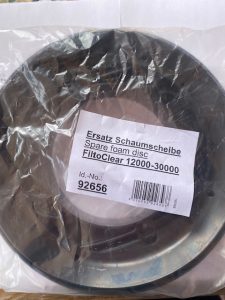 Ersatz Schaumscheibe
Spare foam disc
FiltoClear 12000-30000
Id.-No.:
92656